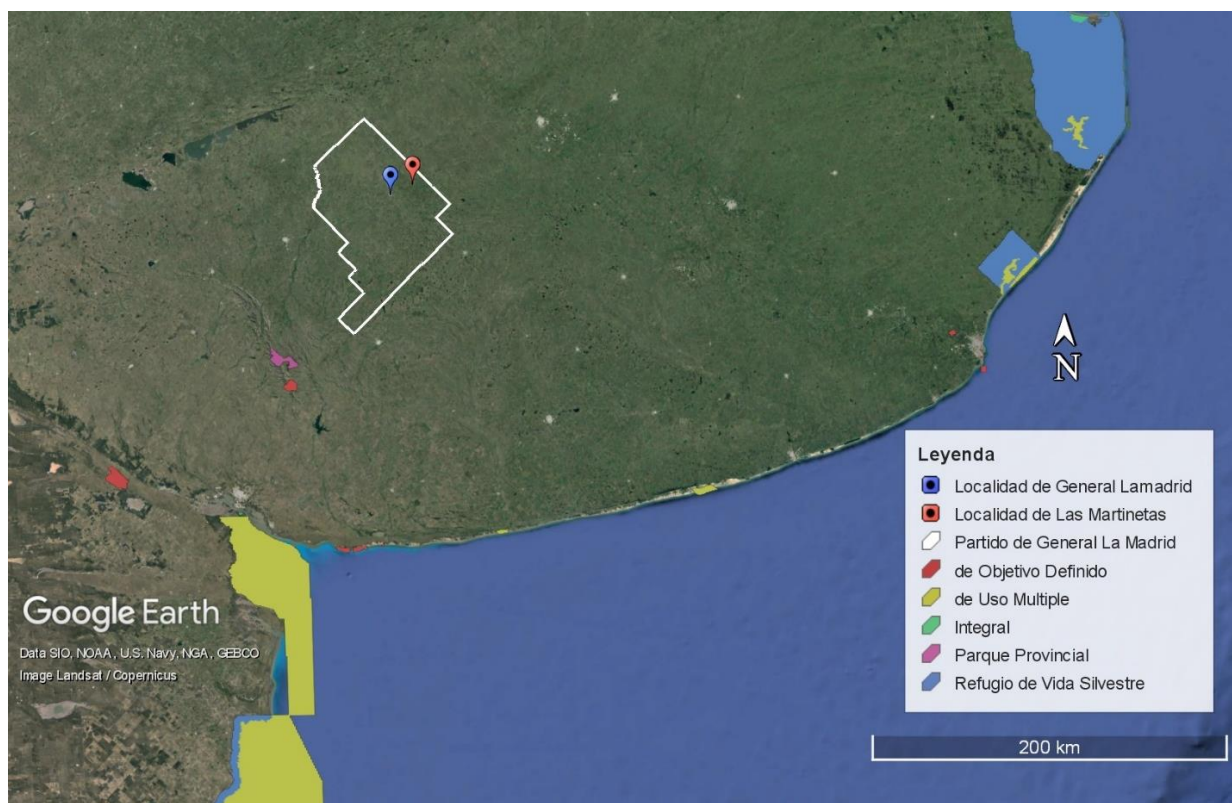 N
Leyenda
Localidad de General Lamadrid
Localidad de Las Martinetas
Partido de General La Madrid
de Objetivo Definido
de Uso Multiple
Integral
Parque Provincial
Refugio de Vida Silvestre
Google Earth
Data SIO, NOAA, U.S. Navy, NGA, GEBCO
Image Landsat / Copernicus
200 km